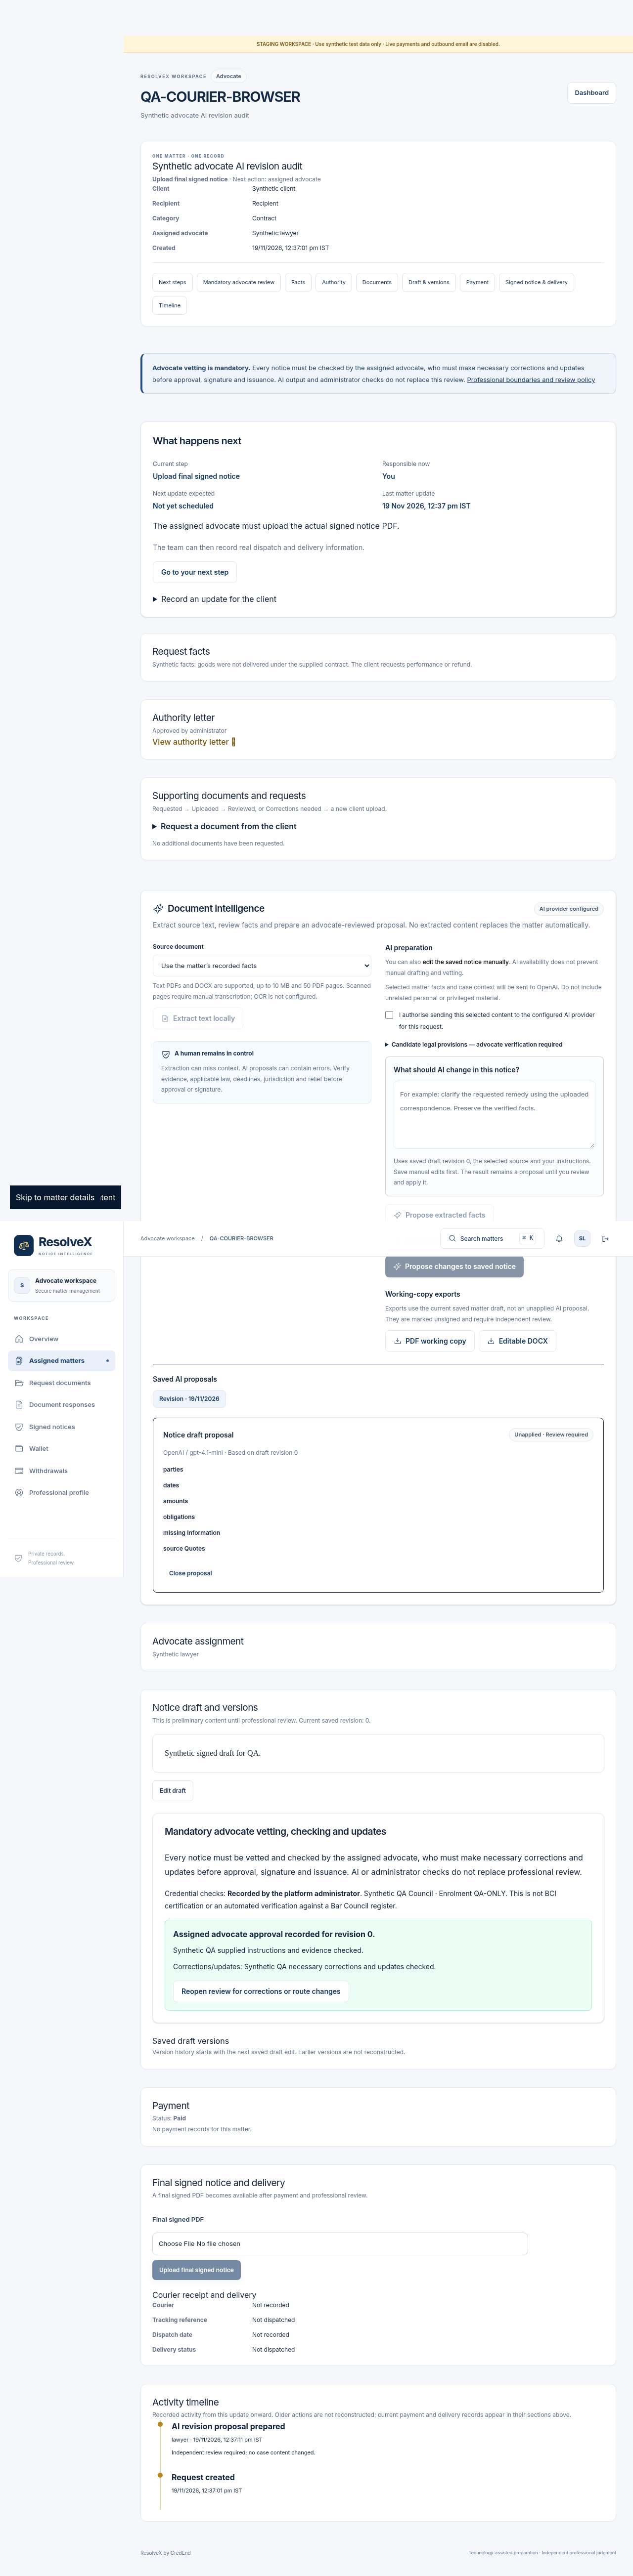 STAGING WORKSPACE · Use synthetic test data only · Live payments and outbound email are disabled.
RESOLVEX WORKSPACE Advocate
QA-COURIER-BROWSER
Dashboard
Synthetic advocate AI revision audit
ONE MATTER · ONE RECORD
Synthetic advocate AI revision audit
Upload final signed notice · Next action: assigned advocate
Client Synthetic client
Recipient Recipient
Category Contract
Assigned advocate Synthetic lawyer
Created 19/11/2026, 12:37:01 pm IST
Next steps Mandatory advocate review Facts Authority Documents Draft & versions Payment Signed notice & delivery
Timeline
Advocate vetting is mandatory. Every notice must be checked by the assigned advocate, who must make necessary corrections and updates
before approval, signature and issuance. AI output and administrator checks do not replace this review. Professional boundaries and review policy
What happens next
Current step Responsible now
Upload final signed notice You
Next update expected Last matter update
Not yet scheduled 19 Nov 2026, 12:37 pm IST
The assigned advocate must upload the actual signed notice PDF.
The team can then record real dispatch and delivery information.
Go to your next step
Record an update for the client
Request facts
Synthetic facts: goods were not delivered under the supplied contract. The client requests performance or refund.
Authority letter
Approved by administrator
View authority letter
Supporting documents and requests
Requested → Uploaded → Reviewed, or Corrections needed → a new client upload.
Request a document from the client
No additional documents have been requested.
Document intelligence
AI provider configured
Extract source text, review facts and prepare an advocate-reviewed proposal. No extracted content replaces the matter automatically.
Source document
Use the matter's recorded facts
Text PDFs and DOCX are supported, up to 10 MB and 50 PDF pages. Scanned
pages require manual transcription; OCR is not configured.
Extract text locally
A human remains in control
Extraction can miss context. AI proposals can contain errors. Verify
evidence, applicable law, deadlines, jurisdiction and relief before
approval or signature.
AI preparation
You can also edit the saved notice manually. AI availability does not prevent
manual drafting and vetting.
Selected matter facts and case context will be sent to OpenAI. Do not include
unrelated personal or privileged material.
I authorise sending this selected content to the configured AI provider
for this request.
Candidate legal provisions — advocate verification required
What should AI change in this notice?
For example: clarify the requested remedy using the uploaded
correspondence. Preserve the verified facts.
Uses saved draft revision 0, the selected source and your instructions.
Save manual edits first. The result remains a proposal until you review
and apply it.
Propose extracted facts
Skip to matter details tent
ResolveX
NOTICE INTELLIGENCE
S
Advocate workspace
Secure matter management
WORKSPACE
Overview
Assigned matters
Request documents
Document responses
Signed notices
Wallet
Withdrawals
Professional profile
Private records.
Professional review.
Advocate workspace / QA-COURIER-BROWSER
Search matters ⌘ K
SL
Propose changes to saved notice
Working-copy exports
Exports use the current saved matter draft, not an unapplied AI proposal.
They are marked unsigned and require independent review.
PDF working copy Editable DOCX
Saved AI proposals
Revision · 19/11/2026
Notice draft proposal
Unapplied · Review required
OpenAI / gpt-4.1-mini · Based on draft revision 0
parties
dates
amounts
obligations
missing Information
source Quotes
Close proposal
Advocate assignment
Synthetic lawyer
Notice draft and versions
This is preliminary content until professional review. Current saved revision: 0.
Synthetic signed draft for QA.
Edit draft
Mandatory advocate vetting, checking and updates
Every notice must be vetted and checked by the assigned advocate, who must make necessary corrections and
updates before approval, signature and issuance. AI or administrator checks do not replace professional review.
Credential checks: Recorded by the platform administrator. Synthetic QA Council · Enrolment QA-ONLY. This is not BCI
certification or an automated verification against a Bar Council register.
Assigned advocate approval recorded for revision 0.
Synthetic QA supplied instructions and evidence checked.
Corrections/updates: Synthetic QA necessary corrections and updates checked.
Reopen review for corrections or route changes
Saved draft versions
Version history starts with the next saved draft edit. Earlier versions are not reconstructed.
Payment
Status: Paid
No payment records for this matter.
Final signed notice and delivery
A final signed PDF becomes available after payment and professional review.
Final signed PDF
Choose File No file chosen
Upload final signed notice
Courier receipt and delivery
Courier Not recorded
Tracking reference Not dispatched
Dispatch date Not recorded
Delivery status Not dispatched
Activity timeline
Recorded activity from this update onward. Older actions are not reconstructed; current payment and delivery records appear in their sections above.
AI revision proposal prepared
lawyer · 19/11/2026, 12:37:11 pm IST
Independent review required; no case content changed.
Request created
19/11/2026, 12:37:01 pm IST
ResolveX by CredEnd
Technology-assisted preparation · Independent professional judgment